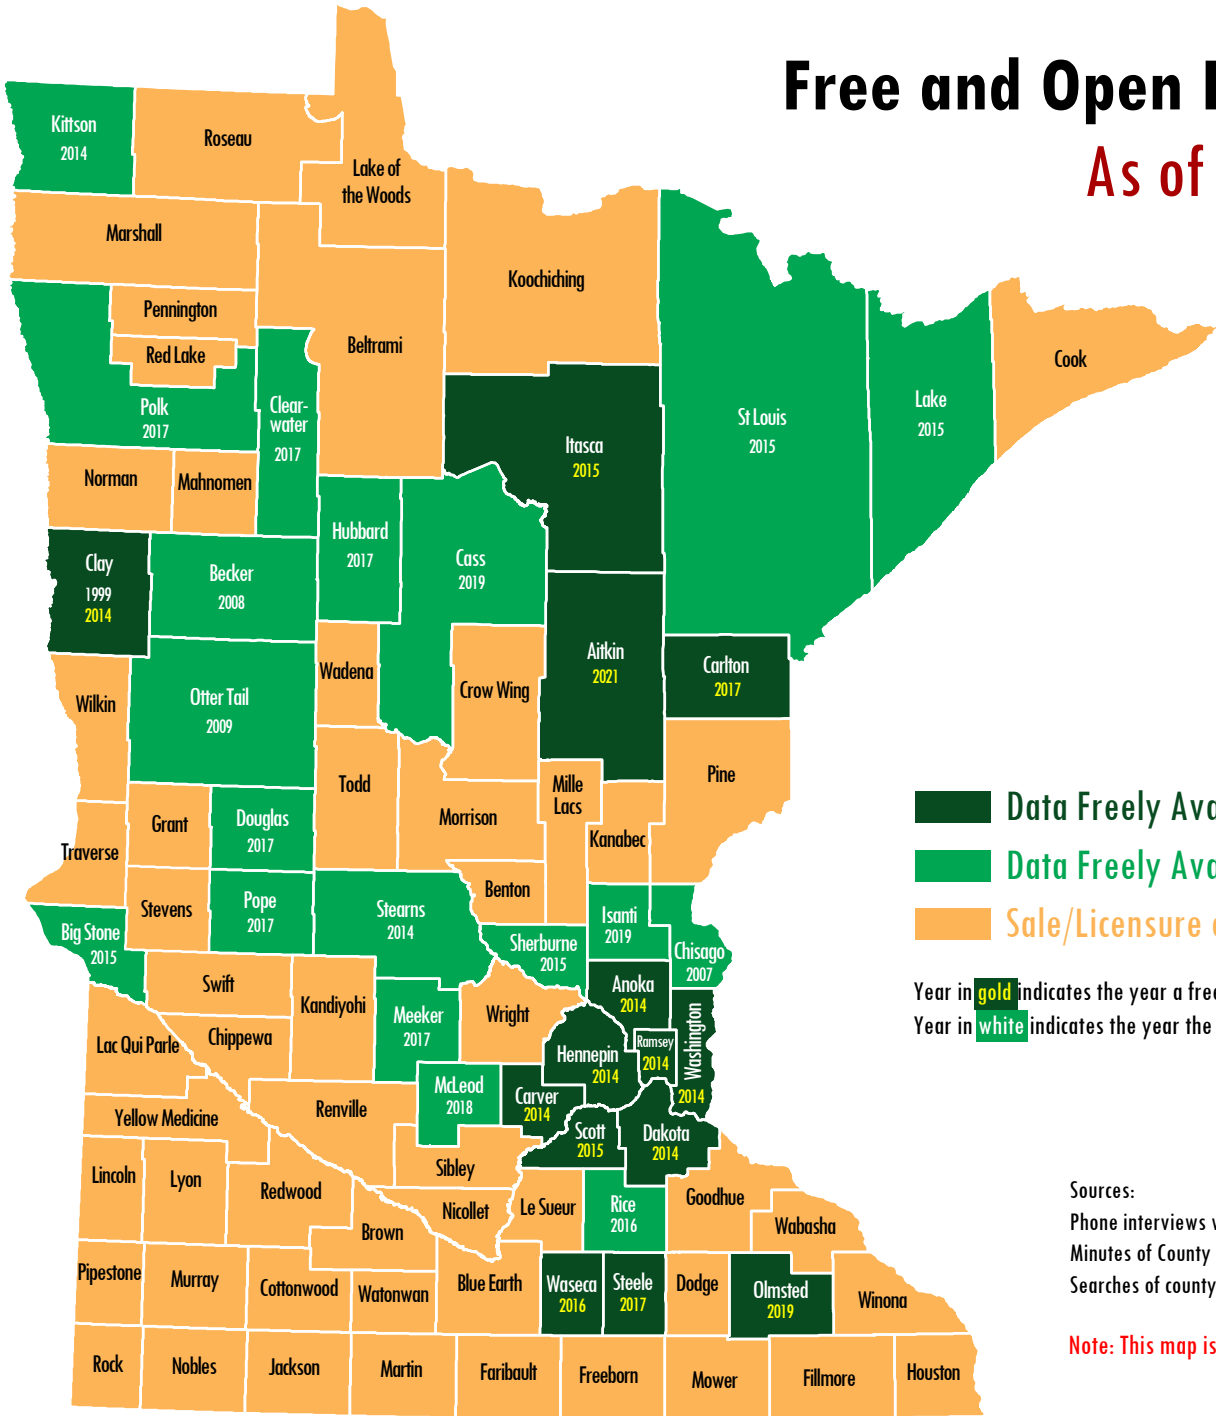 Free and Open
As of
Kittson
2014
Roseau
Lake of
the Woods
Marshall
Koochiching
Pennington
Beltrami
Red Lake
Cook
Polk
2017
Clear-
water
2017
St Louis
2015
Lake
2015
Itasca
2015
Norman
Mahnomen
Hubbard
2017
Cass
2019
Clay
1999
2014
Becker
2008
Aitkin
2021
Carlton
2017
Wadena
Crow Wing
Wilkin
Otter Tail
2009
Pine
Todd
Mille
Lacs
Morrison
Kanabec
Grant
Douglas
2017
Traverse
Data Freely Ava
Data Freely Ava
Sale/Licensure
Benton
Stevens
Pope
2017
Stearns
2014
Isanti
2019
Big Stone
2015
Sherburne
2015
Chisago
2007
Swift
Kandiyohi
Anoka
2014
Year in gold indicates the year a free
Year in white indicates the year the
Meeker
2017
Wright
Lac Qui Parle
Chippewa
Washington
2014
Ramsey
2014
Hennepin
2014
McLeod
2018
Carver
2014
Yellow Medicine
Renville
Scott
2015
Dakota
2014
Sibley
Lincoln
Lyon
Redwood
Nicollet
Le Sueur
Rice
2016
Goodhue
Wabasha
Sources:
Phone interviews
Minutes of County
Searches of county
Brown
Pipestone
Murray
Cottonwood
Watonwan
Blue Earth
Waseca
2016
Steele
2017
Dodge
Olmsted
2019
Winona
Note: This map is
Rock
Nobles
Jackson
Martin
Faribault
Freeborn
Mower
Fillmore
Houston